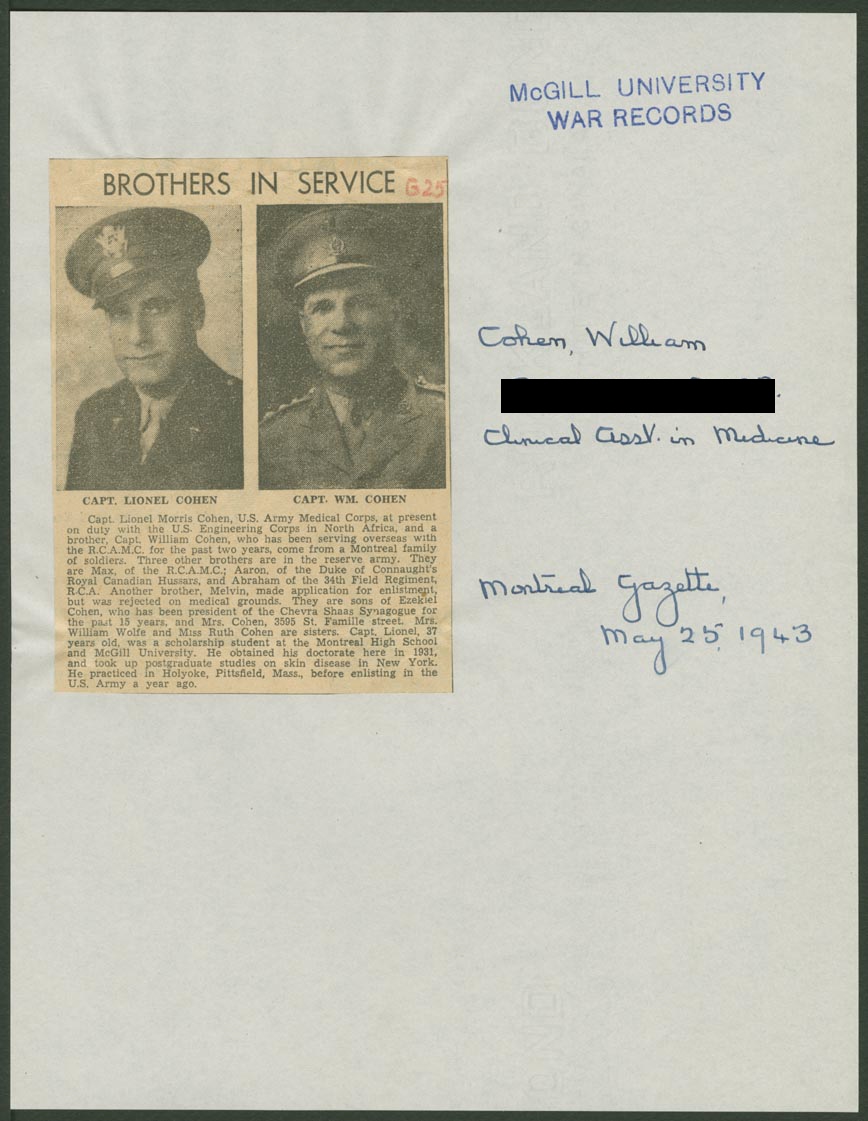 McGILL UNIVERSITY
WAR RECORDS
BROTHERS IN SERVICE G25
CAPT. LIONEL COHEN
CAPT. WM. COHEN
Capt. Lionel Morris Cohen, U.S. Army Medical Corps, at present
on duty with the U.S. Engineering Corps in North Africa, and a
brother, Capt. William Cohen, who has been serving overseas with
the R.C.A.M.C. for the past two years, come from a Montreal family
of soldiers. Three other brothers are in the reserve army. They
are Max, of the R.C.A.M.C.; Aaron, of the Duke of Connaught's
Royal Canadian Hussars, and Abraham of the 34th Field Regiment,
R.C.A. Another brother, Melvin, made application for enlistment,
but was rejected on medical grounds. They are sons of Ezekiel
Cohen, who has been president of the Chevra Shaas Synagogue for
the past 15 years, and Mrs. Cohen, 3595 St. Famille street. Mrs.
William Wolfe and Miss Ruth Cohen are sisters. Capt. Lionel, 37
years old, was a scholarship student at the Montreal High School
and McGill University. He obtained his doctorate here in 1931,
and took up postgraduate studies on skin disease in New York.
He practiced in Holyoke, Pittsfield, Mass., before enlisting in the
U.S. Army a year ago.
Cohen, William
Clinical Asst. in Medicine
Montreal Gazette,
May 25, 1943